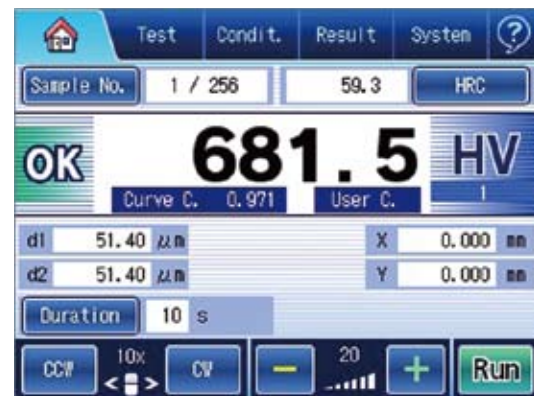 Test Condit. Result System ?
Sample No. 1 / 256 59.3 HRC
OK 681.5 HV
Curve C. 0.971 User C. 1
d1 51.40 μm X 0.000 mm
d2 51.40 μm Y 0.000 mm
Duration 10 s
CCW 10x CW − 20 + Run
< >